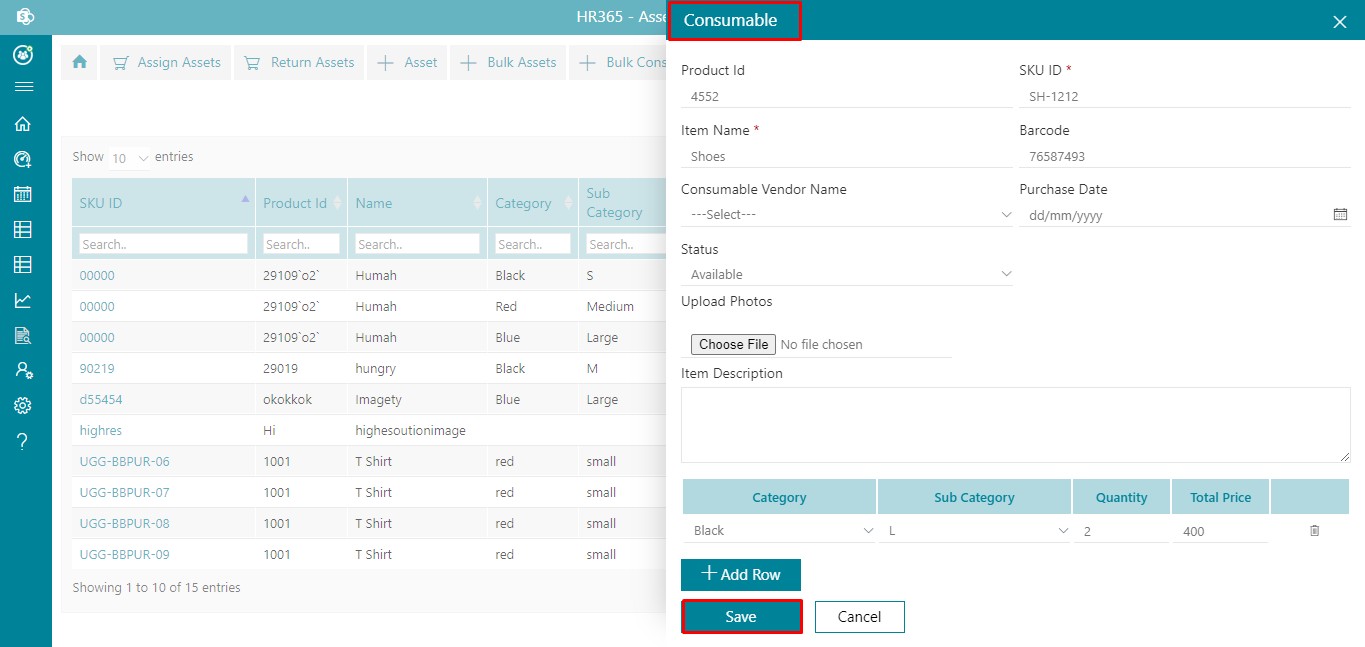 HR365 - Asse
Assign Assets
Return Assets
Asset
Bulk Assets
Bulk Cons
Show 10 entries
SKU ID Product Id Name Category Sub Category
Search.. Search.. Search.. Search.. Search..
00000 29109`o2` Humah Black S
00000 29109`o2` Humah Red Medium
00000 29109`o2` Humah Blue Large
90219 29019 hungry Black M
d55454 okokkok Imagety Blue Large
highres Hi highesoutionimage
UGG-BBPUR-06 1001 T Shirt red small
UGG-BBPUR-07 1001 T Shirt red small
UGG-BBPUR-08 1001 T Shirt red small
UGG-BBPUR-09 1001 T Shirt red small
Showing 1 to 10 of 15 entries
Consumable
Product Id SKU ID *
4552 SH-1212
Item Name * Barcode
Shoes 76587493
Consumable Vendor Name Purchase Date
---Select--- dd/mm/yyyy
Status
Available
Upload Photos
Choose File No file chosen
Item Description
Category Sub Category Quantity Total Price
Black L 2 400
Add Row
Save Cancel